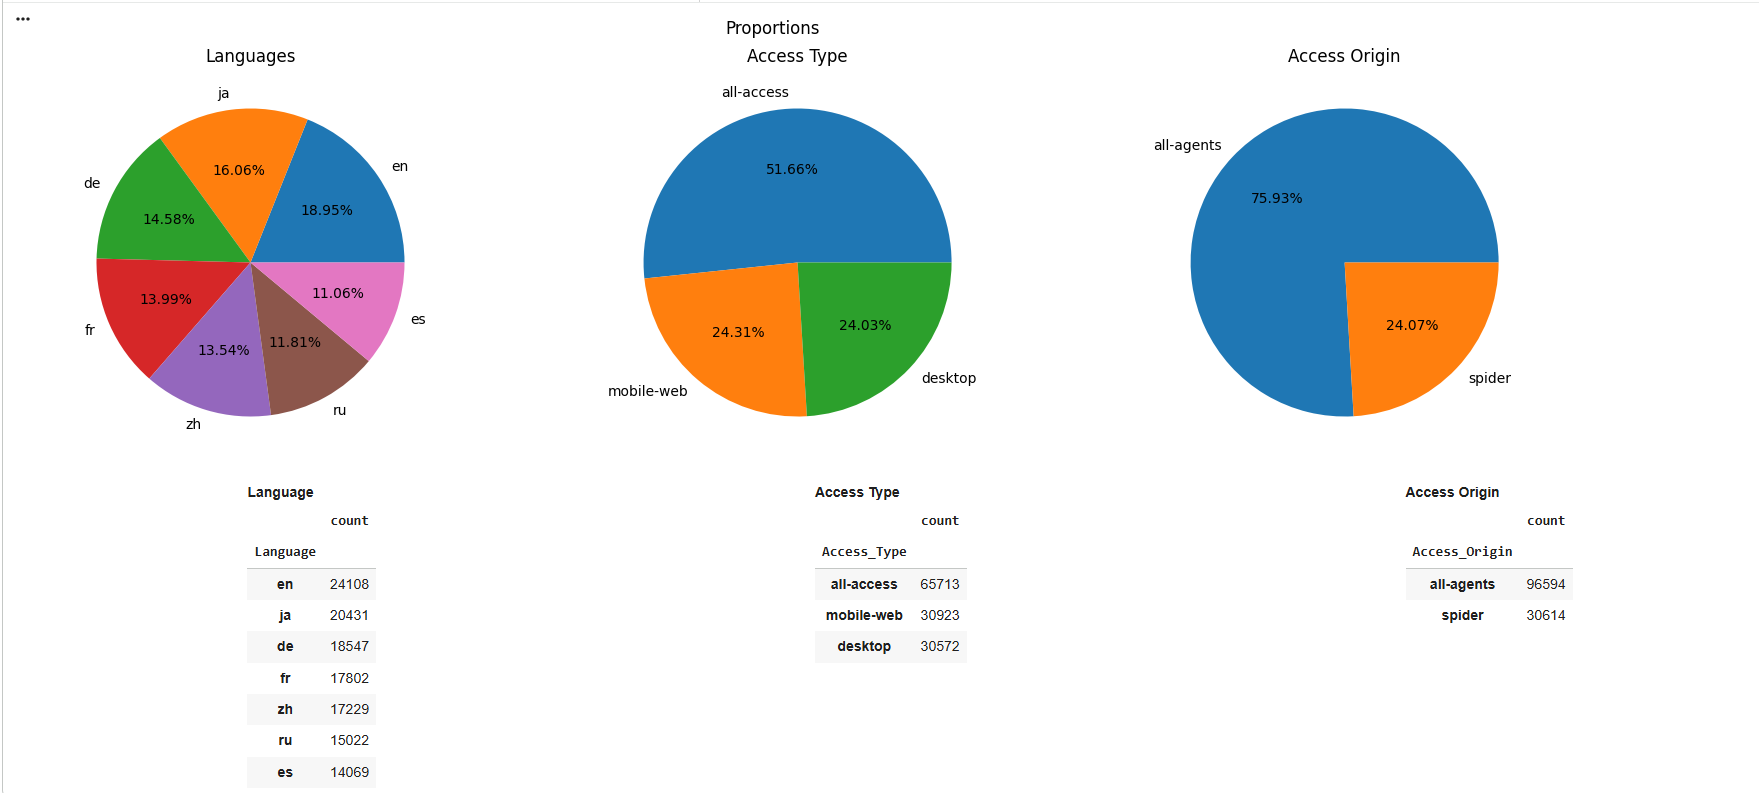 •••
Proportions
Languages
ja
en
de
fr
zh
ru
es
16.06%
18.95%
14.58%
13.99%
13.54%
11.81%
11.06%
Access Type
all-access
mobile-web
desktop
51.66%
24.31%
24.03%
Access Origin
all-agents
spider
75.93%
24.07%
Language
count
Language
en 24108
ja 20431
de 18547
fr 17802
zh 17229
ru 15022
es 14069
Access Type
count
Access_Type
all-access 65713
mobile-web 30923
desktop 30572
Access Origin
count
Access_Origin
all-agents 96594
spider 30614